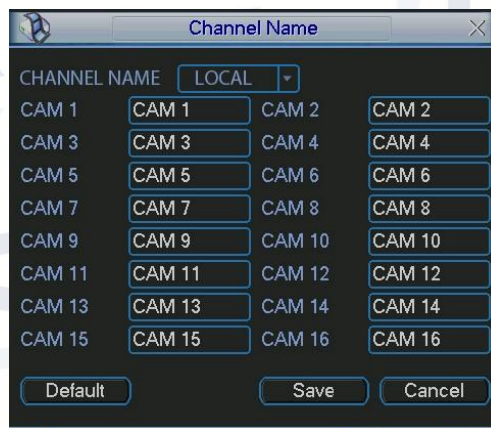 Channel Name
CHANNEL NAME LOCAL
CAM 1 CAM 1 CAM 2 CAM 2
CAM 3 CAM 3 CAM 4 CAM 4
CAM 5 CAM 5 CAM 6 CAM 6
CAM 7 CAM 7 CAM 8 CAM 8
CAM 9 CAM 9 CAM 10 CAM 10
CAM 11 CAM 11 CAM 12 CAM 12
CAM 13 CAM 13 CAM 14 CAM 14
CAM 15 CAM 15 CAM 16 CAM 16
Default Save Cancel